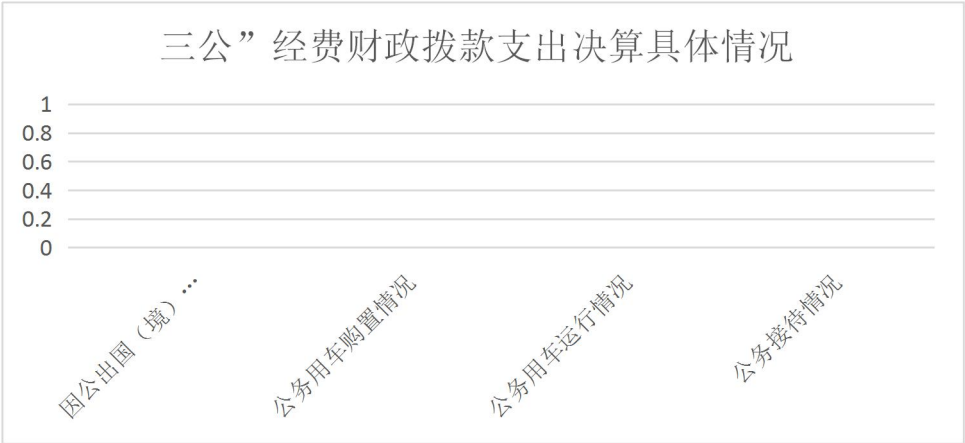 三公”经费财政拨款支出决算具体情况
1
0.8
0.6
0.4
0.2
0
因公出国（境）…
公务用车购置情况
公务用车运行情况
公务接待情况